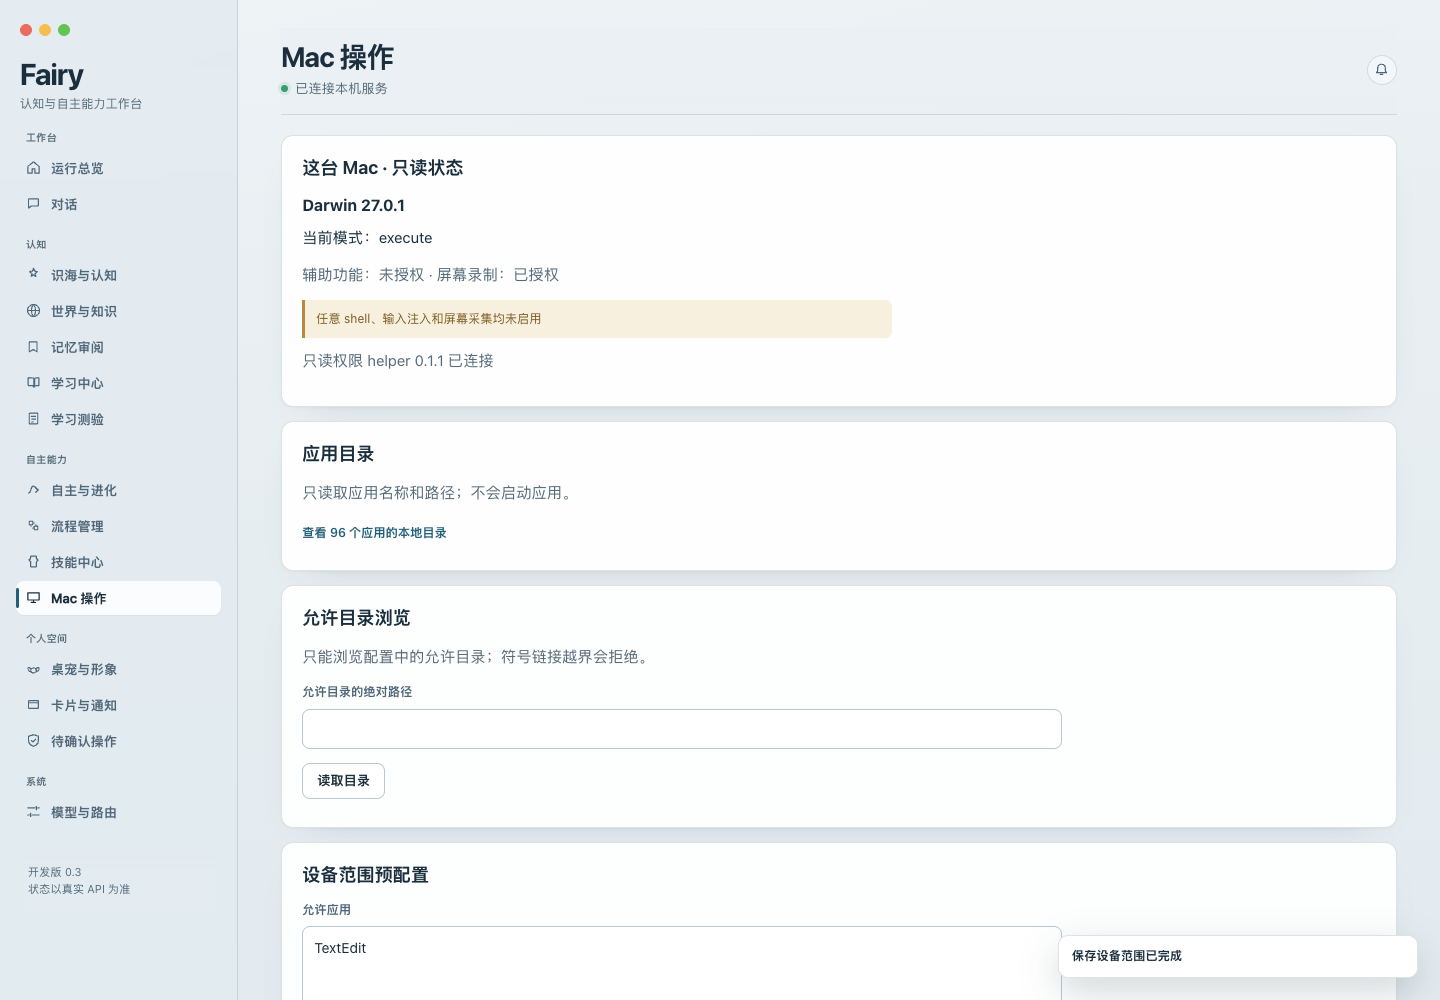 Fairy
认知与自主能力工作台
工作台
运行总览
对话
认知
识海与认知
世界与知识
记忆审阅
学习中心
学习测验
自主能力
自主与进化
流程管理
技能中心
Mac 操作
个人空间
桌宠与形象
卡片与通知
待确认操作
系统
模型与路由
开发版 0.3
状态以真实 API 为准
Mac 操作
已连接本机服务
这台 Mac · 只读状态
Darwin 27.0.1
当前模式：execute
辅助功能：未授权 · 屏幕录制：已授权
任意 shell、输入注入和屏幕采集均未启用
只读权限 helper 0.1.1 已连接
应用目录
只读取应用名称和路径；不会启动应用。
查看 96 个应用的本地目录
允许目录浏览
只能浏览配置中的允许目录；符号链接越界会拒绝。
允许目录的绝对路径
读取目录
设备范围预配置
允许应用
TextEdit
保存设备范围已完成